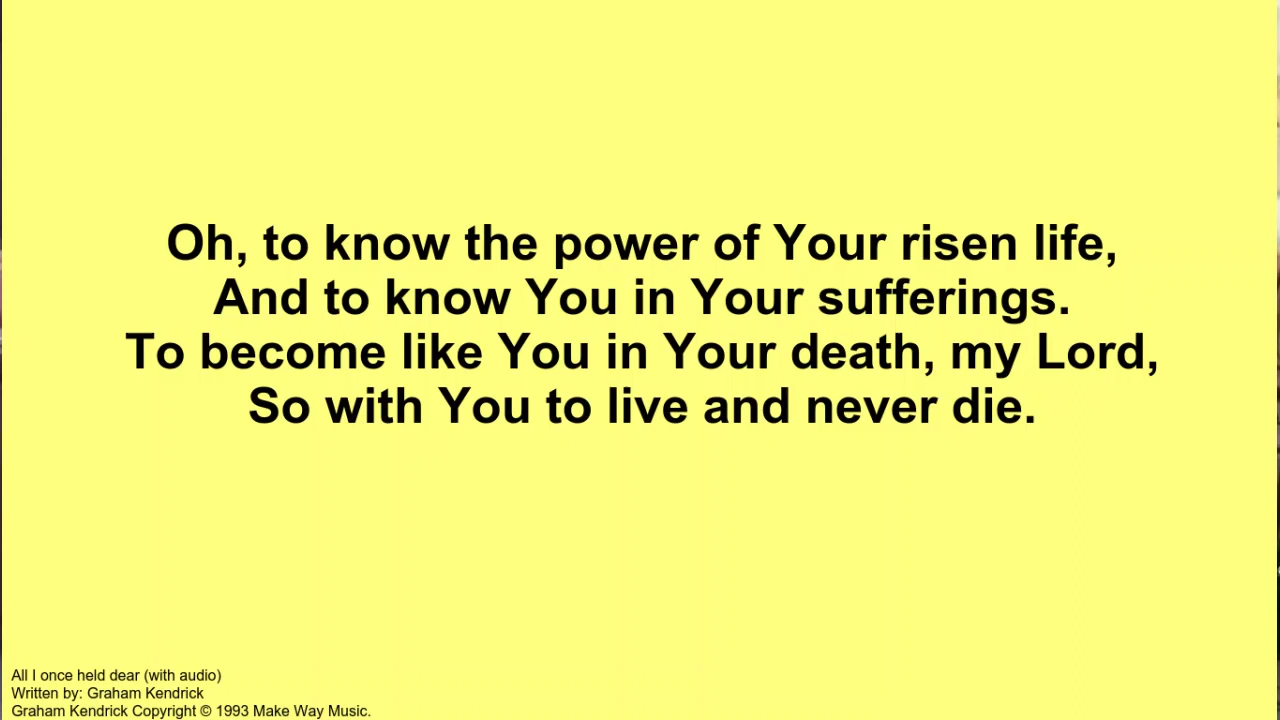 Oh, to know the power of Your risen life,
And to know You in Your sufferings.
To become like You in Your death, my Lord,
So with You to live and never die.
All I once held dear (with audio)
Written by: Graham Kendrick
Graham Kendrick Copyright © 1993 Make Way Music.